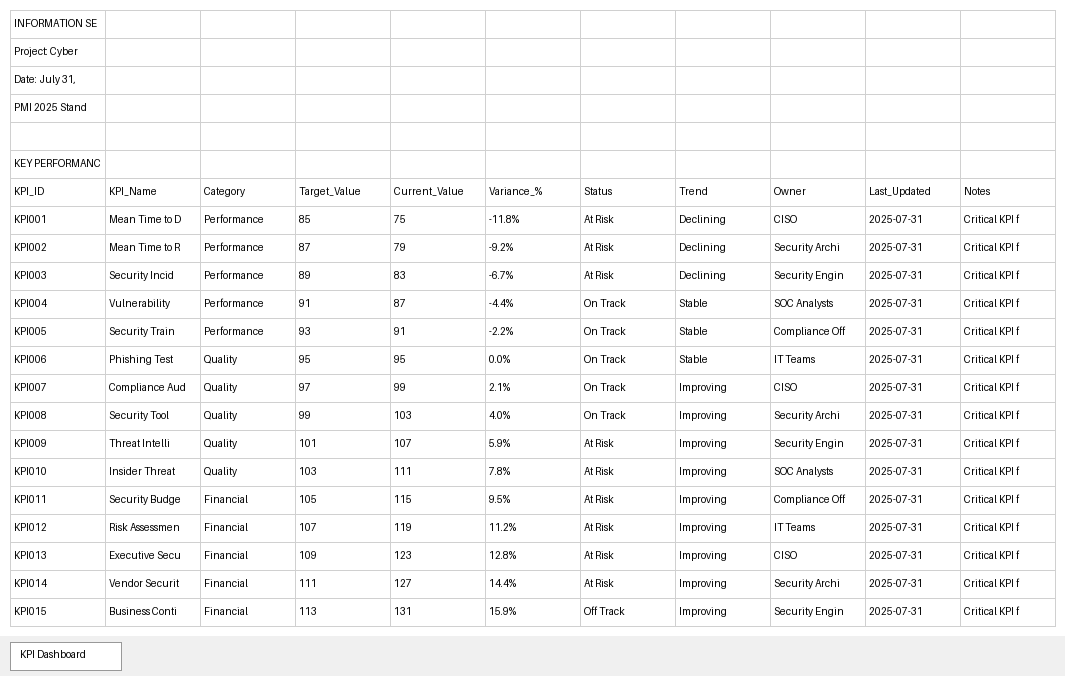 INFORMATION SE
Project: Cyber
Date: July 31,
PMI 2025 Stand
KEY PERFORMANC
KPI_ID KPI_Name Category Target_Value Current_Value Variance_% Status Trend Owner Last_Updated Notes
KPI001 Mean Time to D Performance 85 75 -11.8% At Risk Declining CISO 2025-07-31 Critical KPI f
KPI002 Mean Time to R Performance 87 79 -9.2% At Risk Declining Security Archi 2025-07-31 Critical KPI f
KPI003 Security Incid Performance 89 83 -6.7% At Risk Declining Security Engin 2025-07-31 Critical KPI f
KPI004 Vulnerability Performance 91 87 -4.4% On Track Stable SOC Analysts 2025-07-31 Critical KPI f
KPI005 Security Train Performance 93 91 -2.2% On Track Stable Compliance Off 2025-07-31 Critical KPI f
KPI006 Phishing Test Quality 95 95 0.0% On Track Stable IT Teams 2025-07-31 Critical KPI f
KPI007 Compliance Aud Quality 97 99 2.1% On Track Improving CISO 2025-07-31 Critical KPI f
KPI008 Security Tool Quality 99 103 4.0% On Track Improving Security Archi 2025-07-31 Critical KPI f
KPI009 Threat Intelli Quality 101 107 5.9% At Risk Improving Security Engin 2025-07-31 Critical KPI f
KPI010 Insider Threat Quality 103 111 7.8% At Risk Improving SOC Analysts 2025-07-31 Critical KPI f
KPI011 Security Budge Financial 105 115 9.5% At Risk Improving Compliance Off 2025-07-31 Critical KPI f
KPI012 Risk Assessmen Financial 107 119 11.2% At Risk Improving IT Teams 2025-07-31 Critical KPI f
KPI013 Executive Secu Financial 109 123 12.8% At Risk Improving CISO 2025-07-31 Critical KPI f
KPI014 Vendor Securit Financial 111 127 14.4% At Risk Improving Security Archi 2025-07-31 Critical KPI f
KPI015 Business Conti Financial 113 131 15.9% Off Track Improving Security Engin 2025-07-31 Critical KPI f
KPI Dashboard